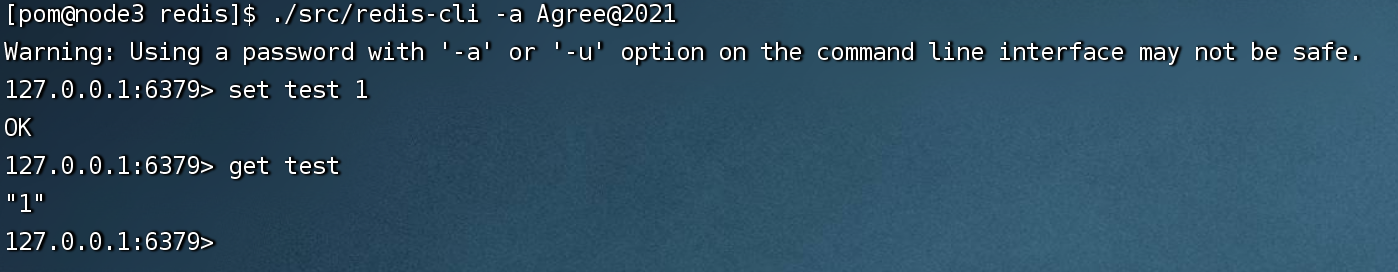 [pom@node3 redis]$ ./src/redis-cli -a Agree@2021
Warning: Using a password with '-a' or '-u' option on the command line interface may not be safe.
127.0.0.1:6379> set test 1
OK
127.0.0.1:6379> get test
"1"
127.0.0.1:6379>